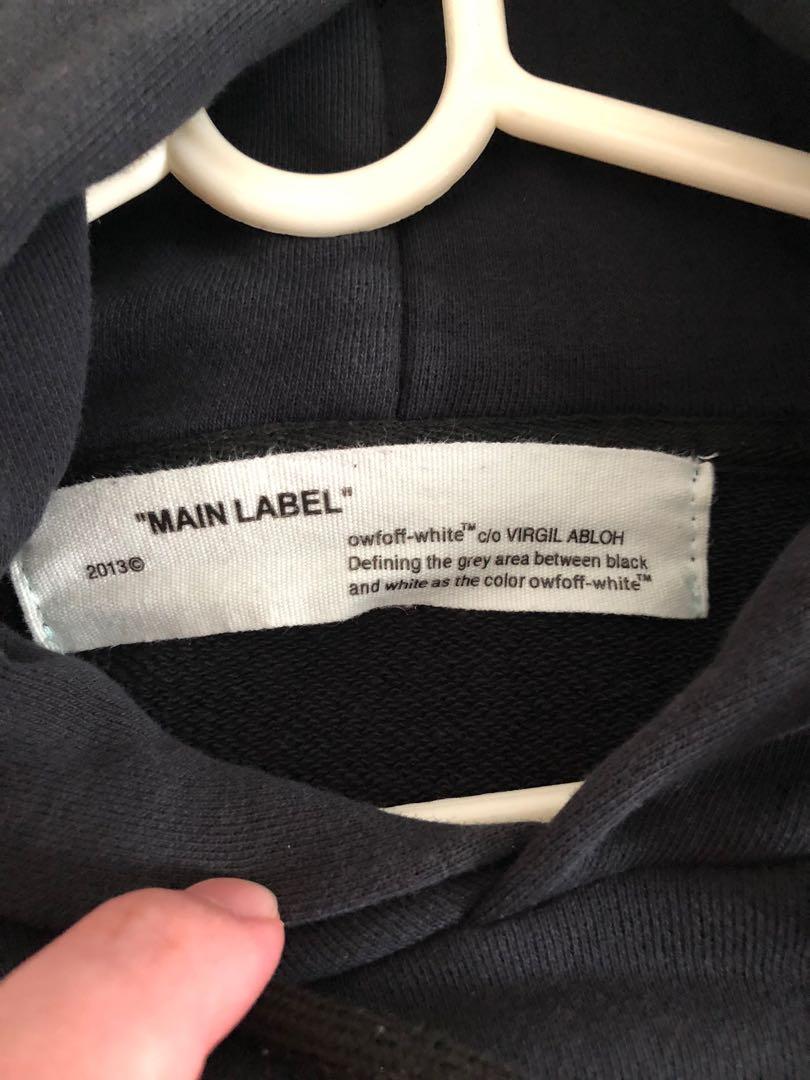 "MAIN LABEL"
2013©
owfoff-white™ c/o VIRGIL ABLOH
Defining the grey area between black
and white as the color owfoff-white™